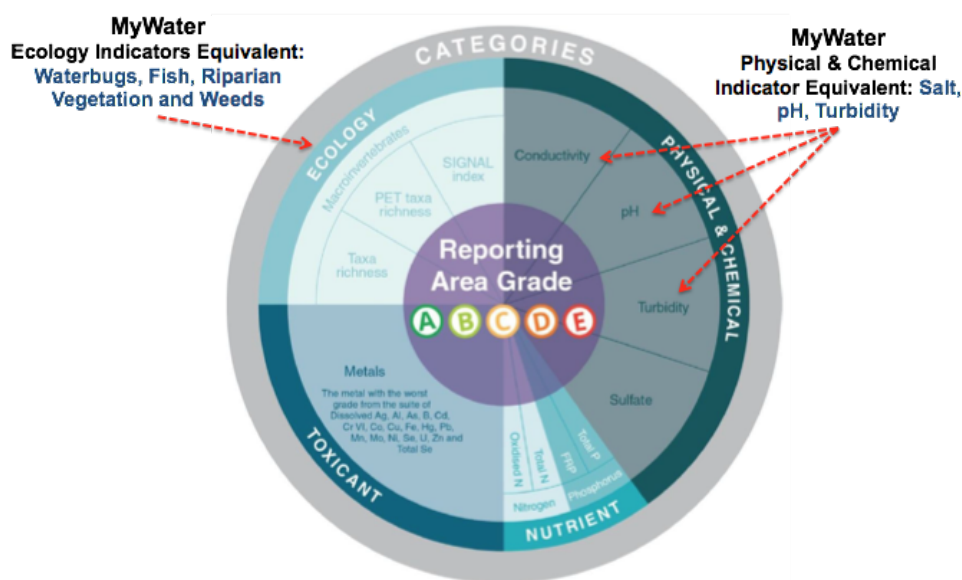 MyWater
Ecology Indicators Equivalent:
Waterbugs, Fish, Riparian
Vegetation and Weeds
MyWater
Physical & Chemical
Indicator Equivalent: Salt,
pH, Turbidity
CATEGORIES
ECOLOGY
Macroinvertebrates
SIGNAL
index
PET taxa
richness
Taxa
richness
PHYSICAL & CHEMICAL
Conductivity
pH
Turbidity
Sulfate
Reporting
Area Grade
A B C D E
Metals
The metal with the worst
grade from the suite of
Dissolved Ag, Al, As, B, Cd,
Cr VI, Co, Cu, Fe, Hg, Pb,
Mn, Mo, Ni, Se, U, Zn and
Total Se
TOXICANT
Oxidised N
Total N
FRP
Total P
Nitrogen
Phosphorus
NUTRIENT